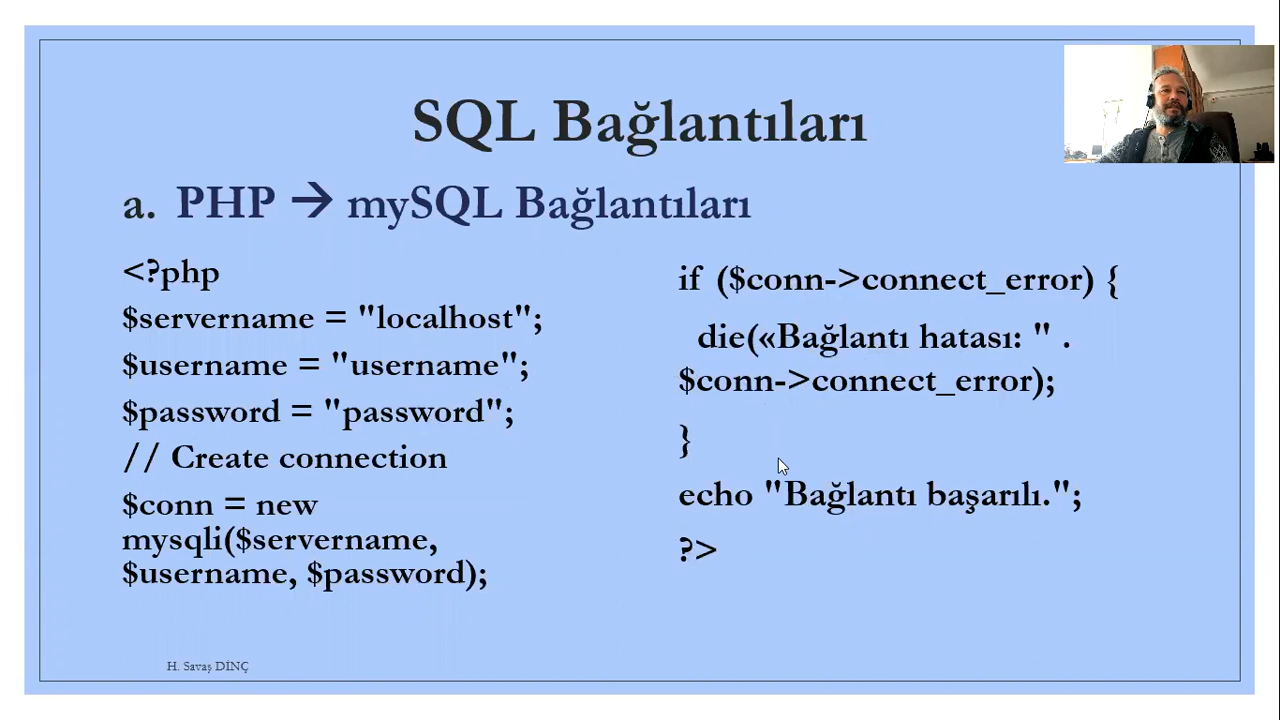 SQL Bağlantıları
a. PHP → mySQL Bağlantıları
<?php
$servername = "localhost";
$username = "username";
$password = "password";
// Create connection
$conn = new
mysqli($servername,
$username, $password);
if ($conn->connect_error) {
die(«Bağlantı hatası: " .
$conn->connect_error);
}
echo "Bağlantı başarılı.";
?>
H. Savaş DİNÇ